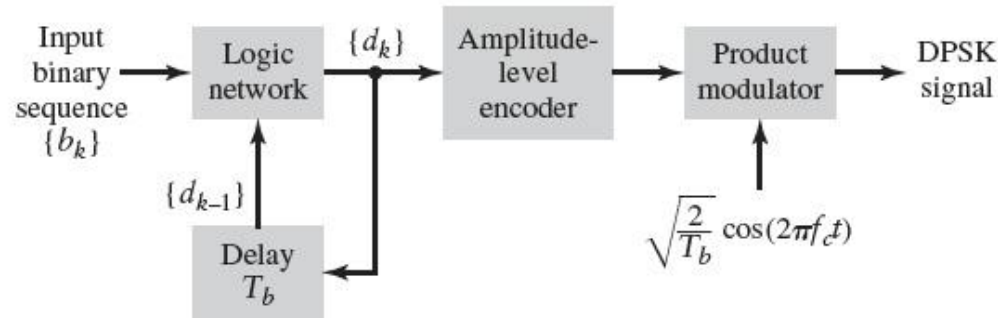 Input
binary
sequence
{b_k}
Logic
network
{d_k}
Amplitude-
level
encoder
Product
modulator
DPSK
signal
{d_{k–1}}
Delay
T_b
√(2/T_b) cos(2πf_ct)